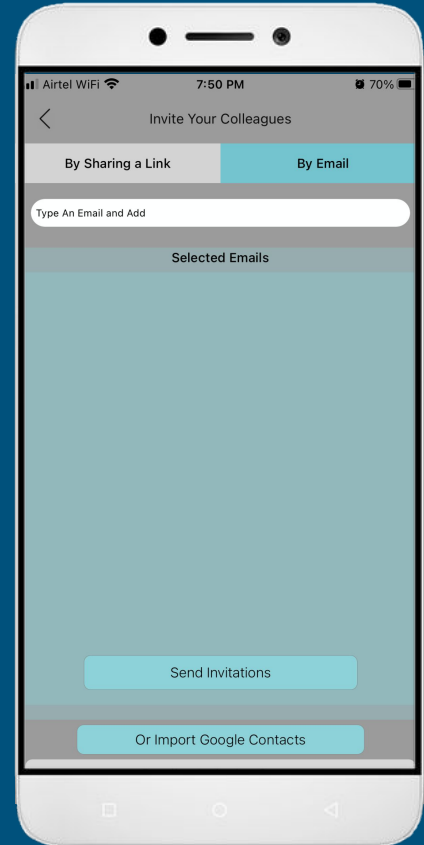 Airtel WiFi 7:50 PM 70%
Invite Your Colleagues
By Sharing a Link By Email
Type An Email and Add
Selected Emails
Send Invitations
Or Import Google Contacts